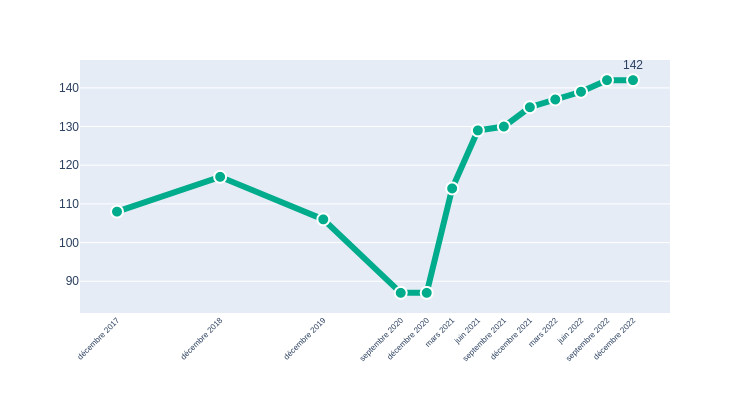 142
140
130
120
110
100
90
décembre 2017
décembre 2018
décembre 2019
septembre 2020
décembre 2020
mars 2021
juin 2021
septembre 2021
décembre 2021
mars 2022
juin 2022
septembre 2022
décembre 2022